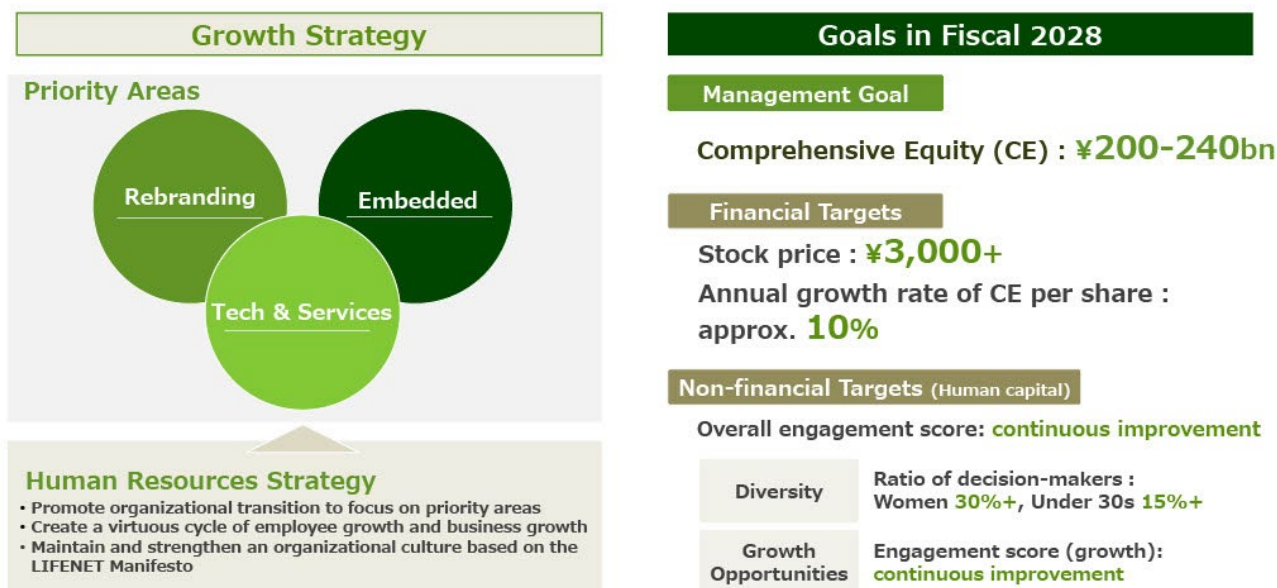 Growth Strategy
Priority Areas
Rebranding
Embedded
Tech & Services
Human Resources Strategy
• Promote organizational transition to focus on priority areas
• Create a virtuous cycle of employee growth and business growth
• Maintain and strengthen an organizational culture based on the
LIFENET Manifesto
Goals in Fiscal 2028
Management Goal
Comprehensive Equity (CE) : ¥200-240bn
Financial Targets
Stock price : ¥3,000+
Annual growth rate of CE per share :
approx. 10%
Non-financial Targets (Human capital)
Overall engagement score: continuous improvement
Diversity
Ratio of decision-makers :
Women 30%+, Under 30s 15%+
Growth
Opportunities
Engagement score (growth):
continuous improvement